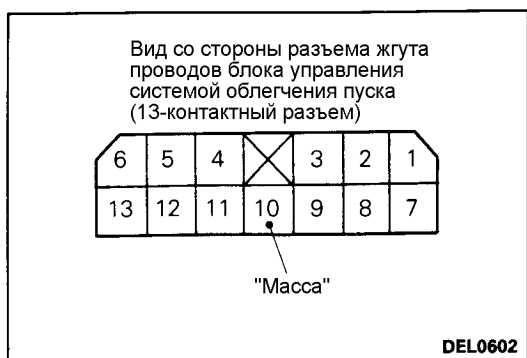 Вид со стороны разъема жгута
проводов блока управления
системой облегчения пуска
(13-контактный разъем)
6 5 4 3 2 1
13 12 11 10 9 8 7
"Масса"
DEL0602